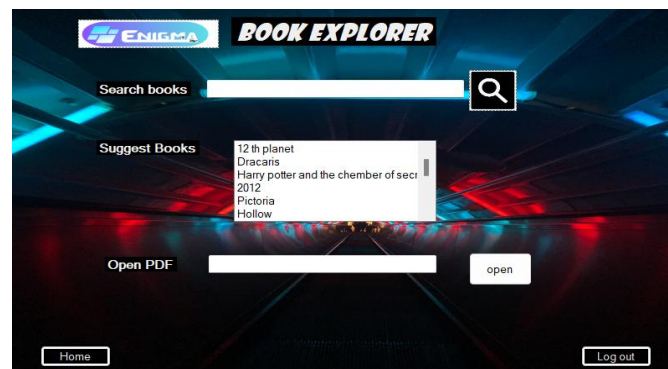 ENIGMA
BOOK EXPLORER
Search books
Suggest Books
12 th planet
Dracaris
Harry potter and the chember of secr
2012
Pictoria
Hollow
Open PDF
open
Home
Log out